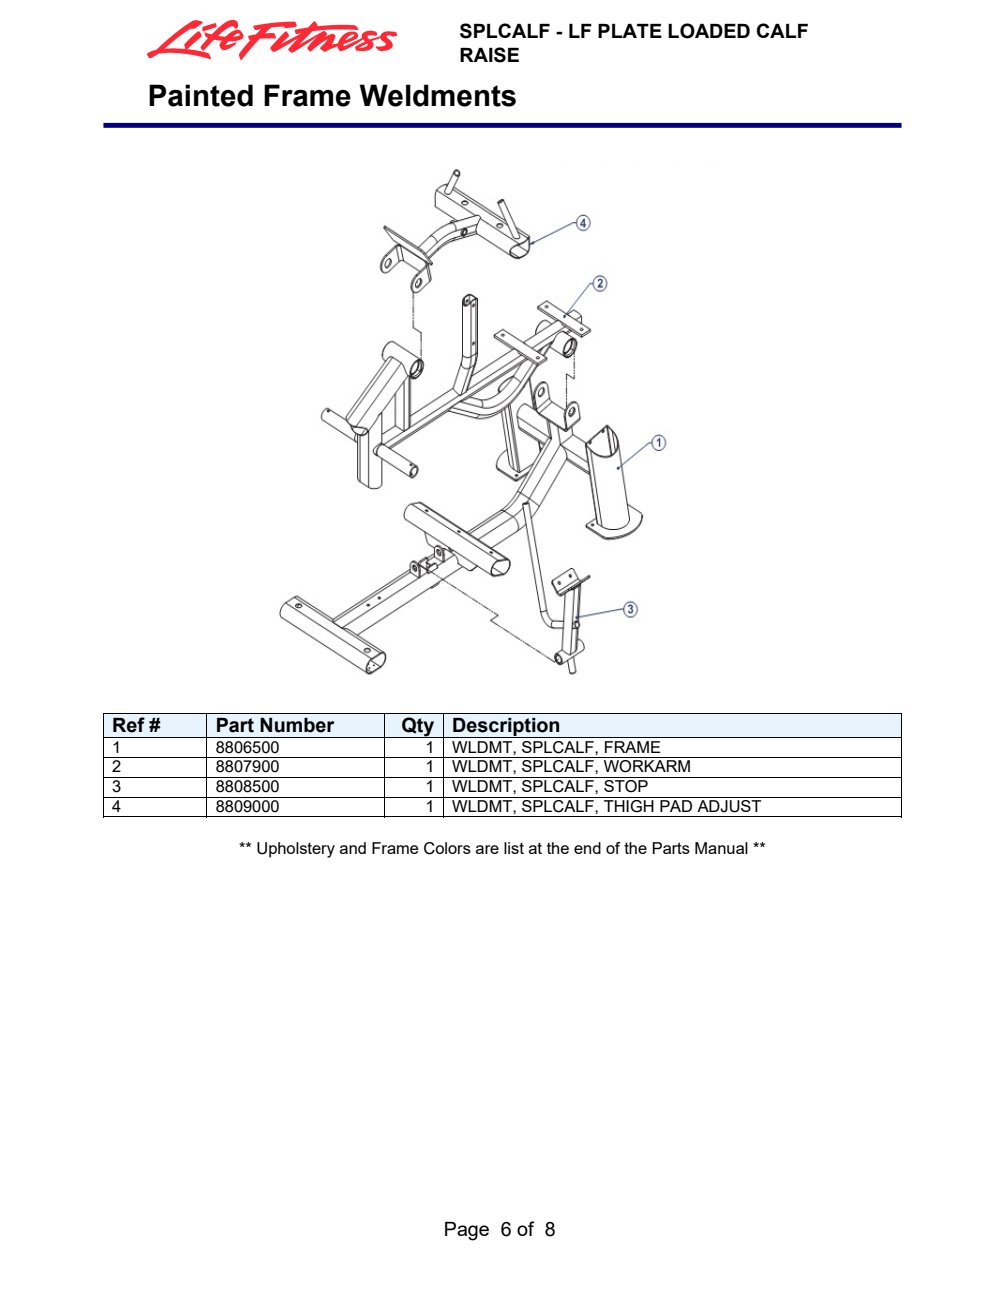 Life Fitness
SPLCALF - LF PLATE LOADED CALF
RAISE
Painted Frame Weldments
4
2
1
3
Ref # Part Number Qty Description
1 8806500 1 WLDMT, SPLCALF, FRAME
2 8807900 1 WLDMT, SPLCALF, WORKARM
3 8808500 1 WLDMT, SPLCALF, STOP
4 8809000 1 WLDMT, SPLCALF, THIGH PAD ADJUST
** Upholstery and Frame Colors are list at the end of the Parts Manual **
Page 6 of 8